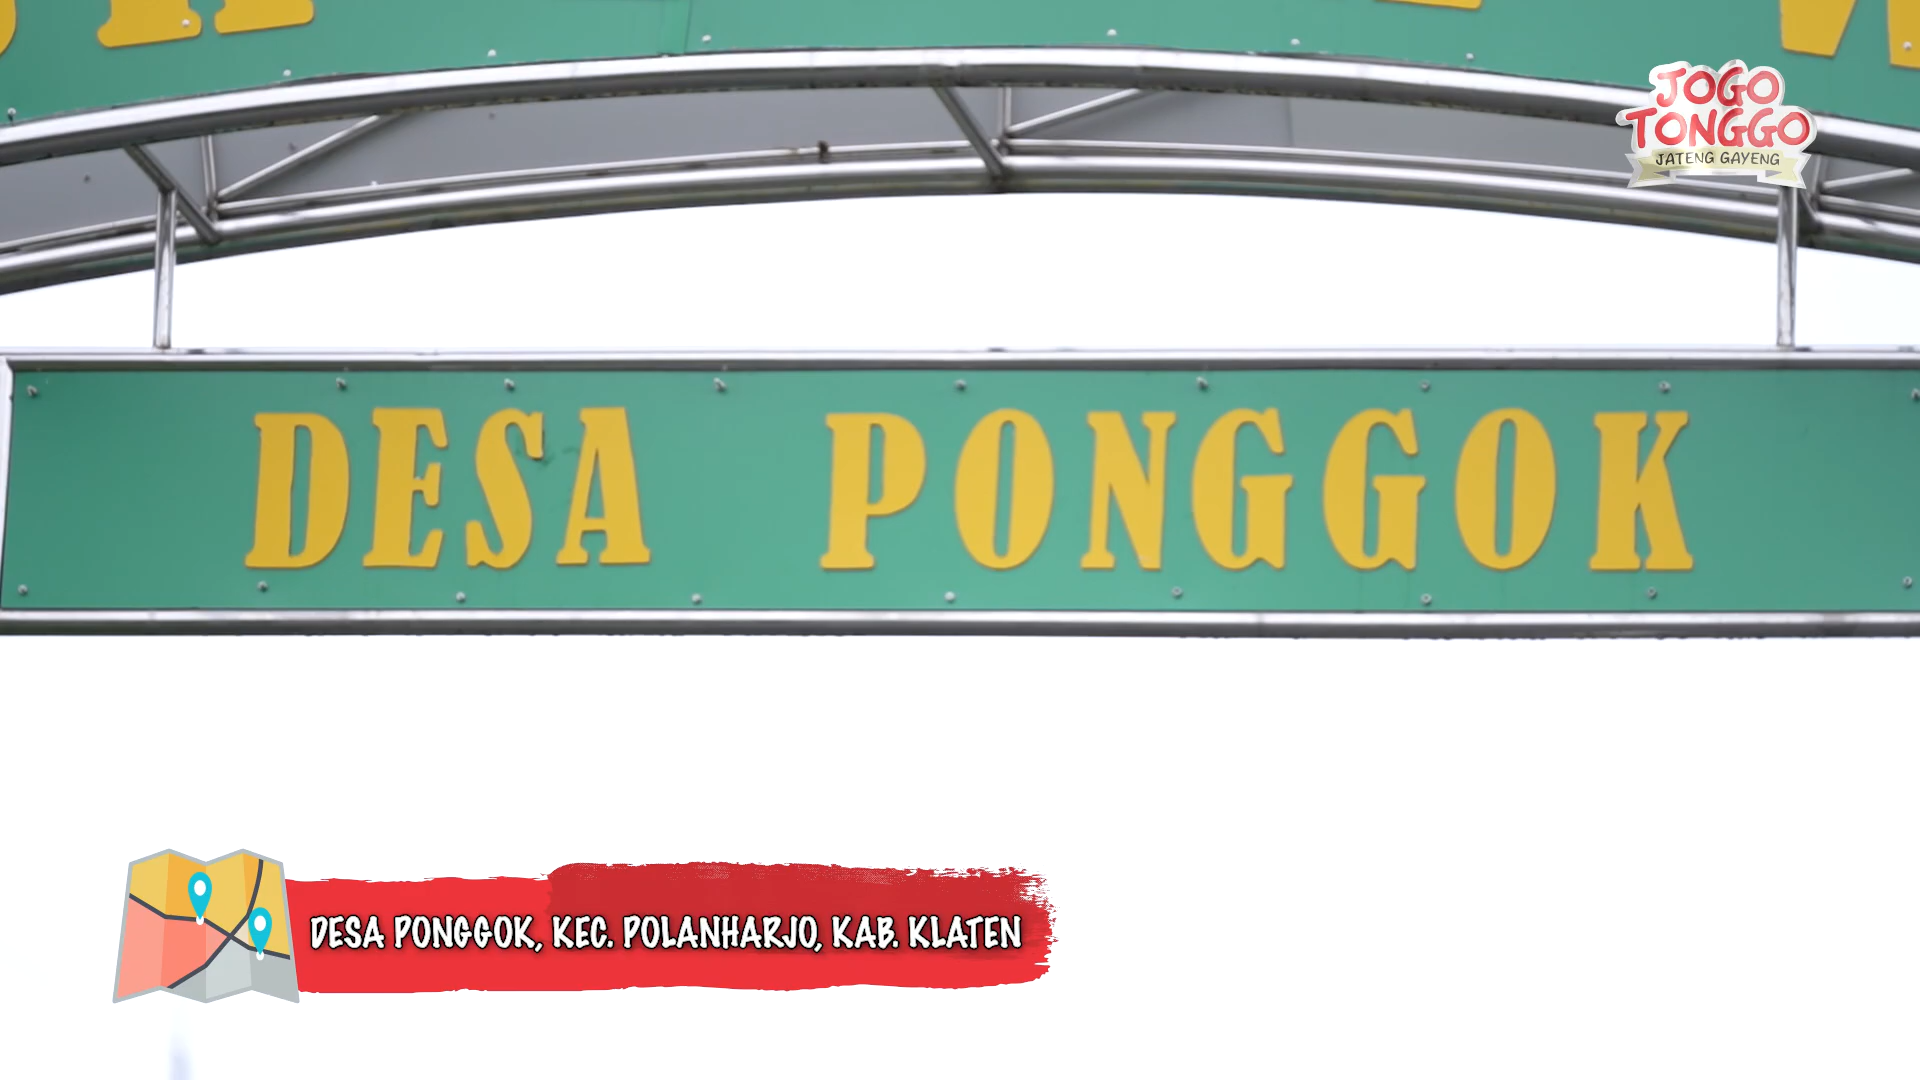 JOGO
TONGGO
JATENG GAYENG
DESA PONGGOK
DESA PONGGOK, KEC. POLANHARJO, KAB. KLATEN